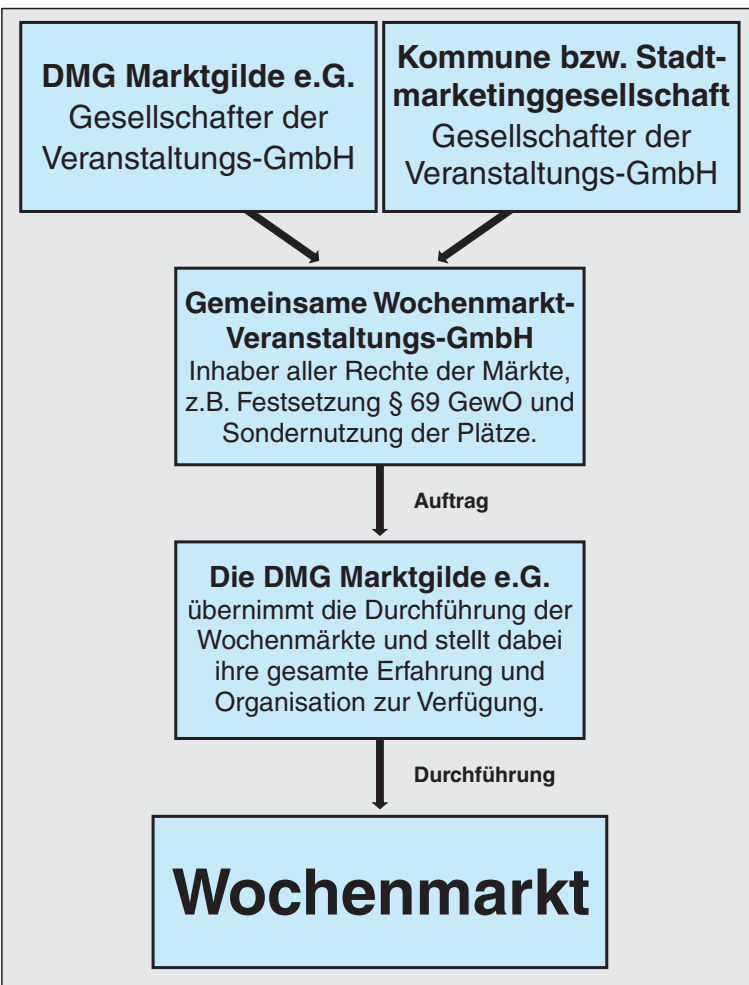 DMG Marktgilde e.G.
Gesellschafter der
Veranstaltungs-GmbH
Kommune bzw. Stadt-
marketinggesellschaft
Gesellschafter der
Veranstaltungs-GmbH
Gemeinsame Wochenmarkt-
Veranstaltungs-GmbH
Inhaber aller Rechte der Märkte,
z.B. Festsetzung § 69 GewO und
Sondernutzung der Plätze.
Auftrag
Die DMG Marktgilde e.G.
übernimmt die Durchführung der
Wochenmärkte und stellt dabei
ihre gesamte Erfahrung und
Organisation zur Verfügung.
Durchführung
Wochenmarkt